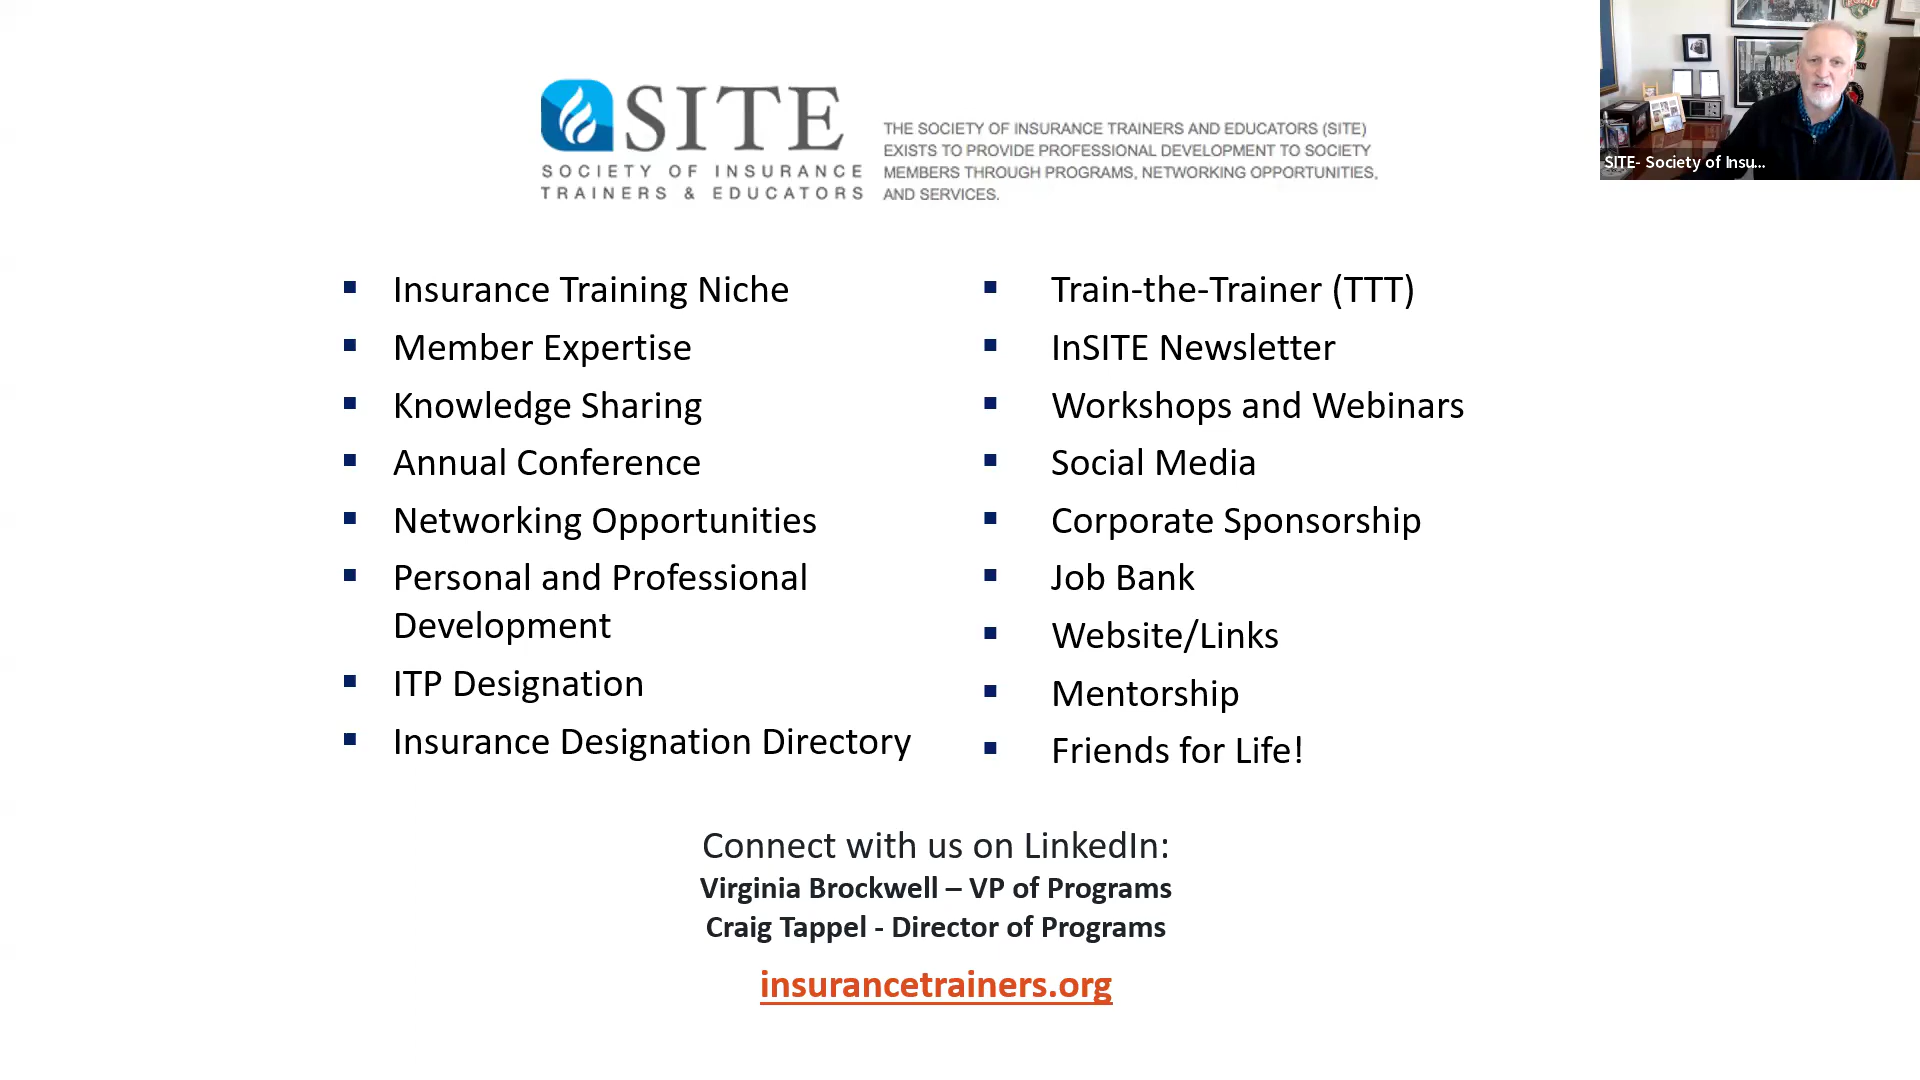 SITE
SOCIETY OF INSURANCE
TRAINERS & EDUCATORS
THE SOCIETY OF INSURANCE TRAINERS AND EDUCATORS (SITE)
EXISTS TO PROVIDE PROFESSIONAL DEVELOPMENT TO SOCIETY
MEMBERS THROUGH PROGRAMS, NETWORKING OPPORTUNITIES,
AND SERVICES.
SITE- Society of Insu...
Insurance Training Niche
Member Expertise
Knowledge Sharing
Annual Conference
Networking Opportunities
Personal and Professional
Development
ITP Designation
Insurance Designation Directory
Train-the-Trainer (TTT)
InSITE Newsletter
Workshops and Webinars
Social Media
Corporate Sponsorship
Job Bank
Website/Links
Mentorship
Friends for Life!
Connect with us on LinkedIn:
Virginia Brockwell – VP of Programs
Craig Tappel - Director of Programs
insurancetrainers.org